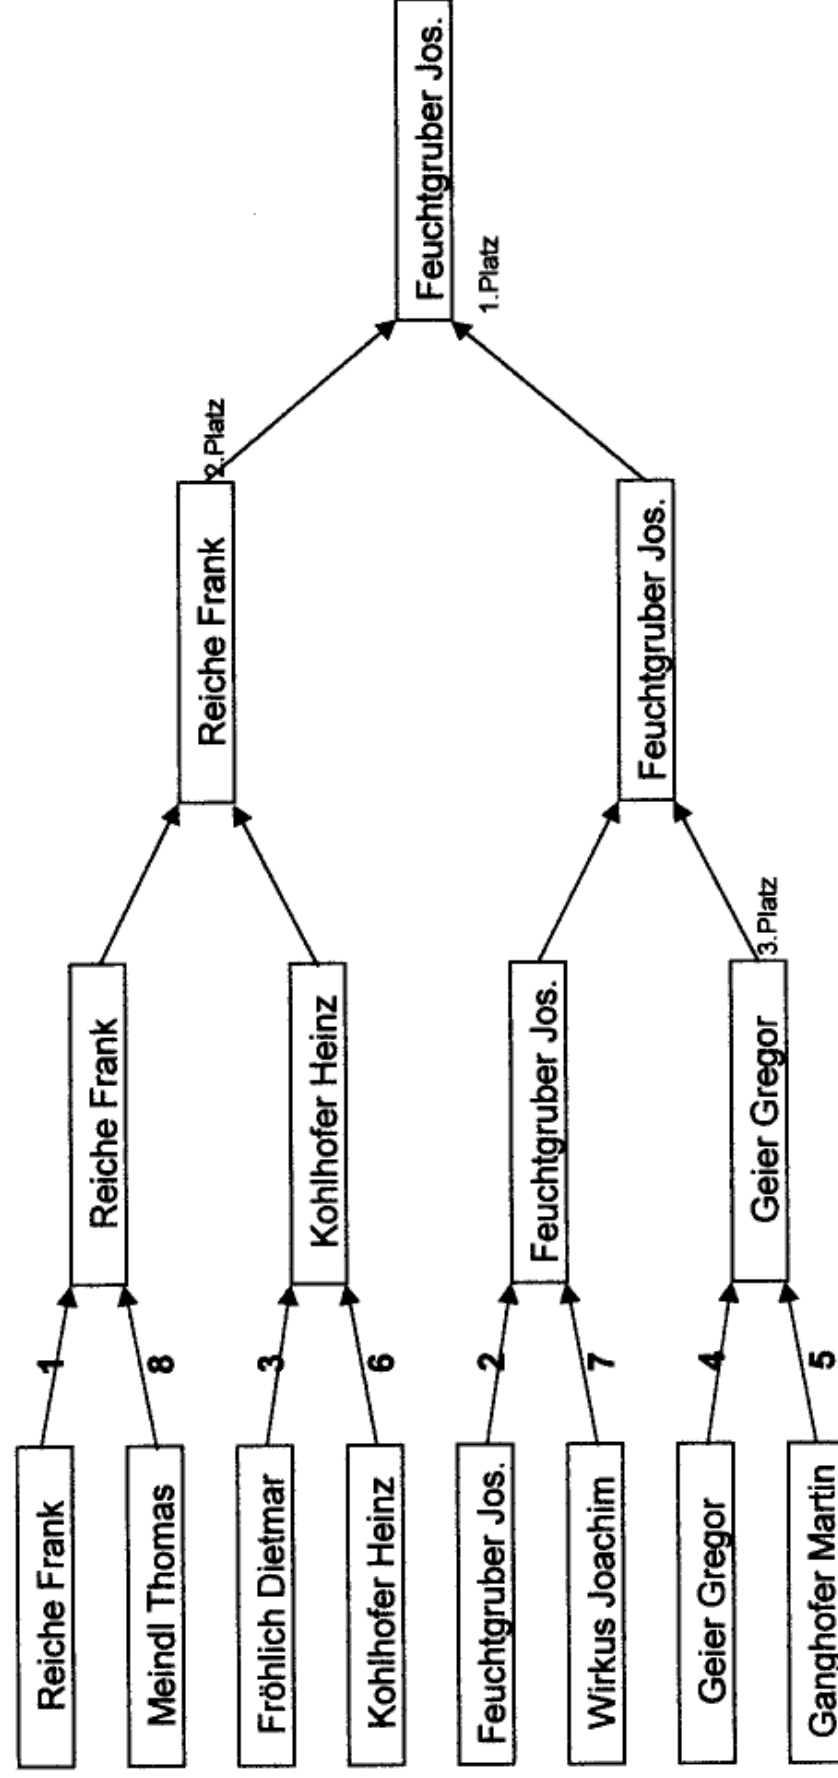 Reiche Frank
1
Meindl Thomas
8
Fröhlich Dietmar
3
Kohlhofer Heinz
6
Feuchtgruber Jos.
2
Wirkus Joachim
7
Geier Gregor
4
Ganghofer Martin
5
Reiche Frank
Kohlhofer Heinz
Feuchtgruber Jos.
Geier Gregor
3.Platz
Reiche Frank
2.Platz
Feuchtgruber Jos.
Feuchtgruber Jos.
1.Platz